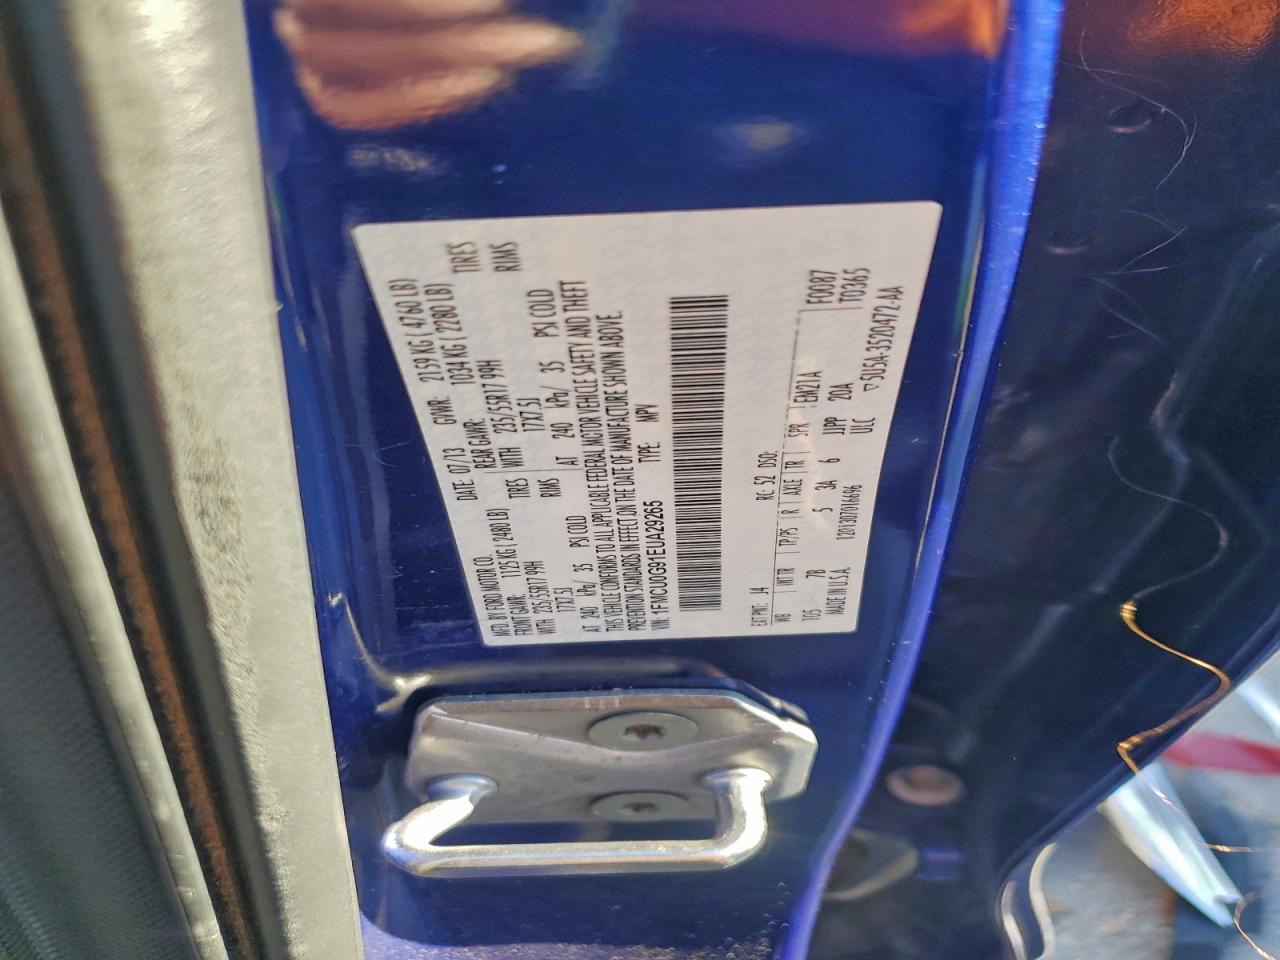 MFD. BY FORD MOTOR CO.
DATE: 07/13 GVWR: 2159 KG ( 4760 LB)
FRONT GAWR: 1125 KG ( 2480 LB) REAR GAWR: 1034 KG ( 2280 LB)
WITH 235/55R17 99H TIRES WITH 235/55R17 99H TIRES
17X7.5J RIMS 17X7.5J RIMS
AT 240 kPa/ 35 PSI COLD AT 240 kPa/ 35 PSI COLD
THIS VEHICLE CONFORMS TO ALL APPLICABLE FEDERAL MOTOR VEHICLE SAFETY AND THEFT
PREVENTION STANDARDS IN EFFECT ON THE DATE OF MANUFACTURE SHOWN ABOVE.
VIN: 1FMCU0G91EUA29265 TYPE: MPV
EXT PNT: J4 RC: 52 DSO: F0087
WB INT TR TP/PS R AXLE TR SPR EM21A T0365
105 7B 5 3A 6 JJPP 20A
MADE IN U.S.A. 120130701669 ULC ▽5U5A-3520472-AA